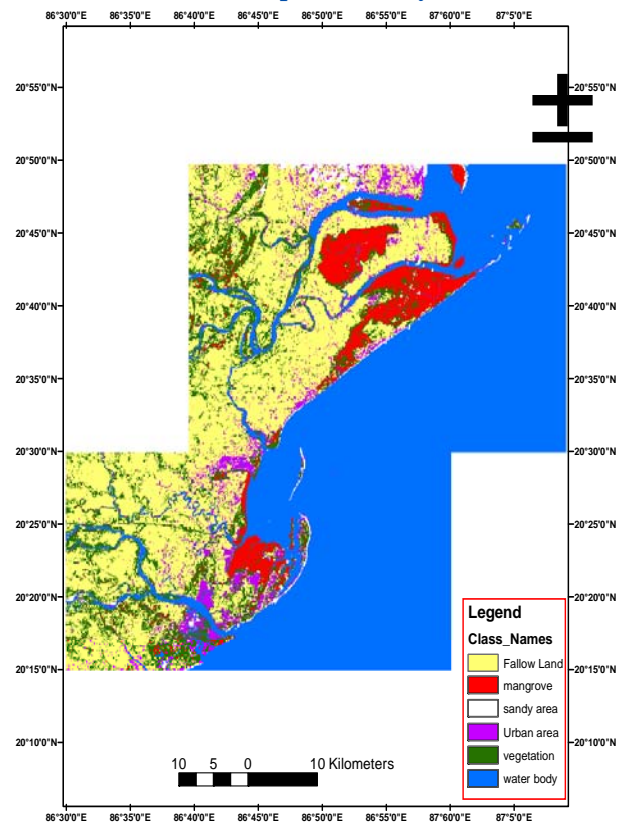 86°30'0"E 86°35'0"E 86°40'0"E 86°45'0"E 86°50'0"E 86°55'0"E 87°0'0"E 87°5'0"E
20°55'0"N 20°55'0"N
20°50'0"N 20°50'0"N
20°45'0"N 20°45'0"N
20°40'0"N 20°40'0"N
20°35'0"N 20°35'0"N
20°30'0"N 20°30'0"N
20°25'0"N 20°25'0"N
20°20'0"N 20°20'0"N
20°15'0"N 20°15'0"N
20°10'0"N 20°10'0"N
Legend
Class_Names
Fallow Land
mangrove
sandy area
Urban area
vegetation
water body
10 5 0 10 Kilometers
86°30'0"E 86°35'0"E 86°40'0"E 86°45'0"E 86°50'0"E 86°55'0"E 87°0'0"E 87°5'0"E